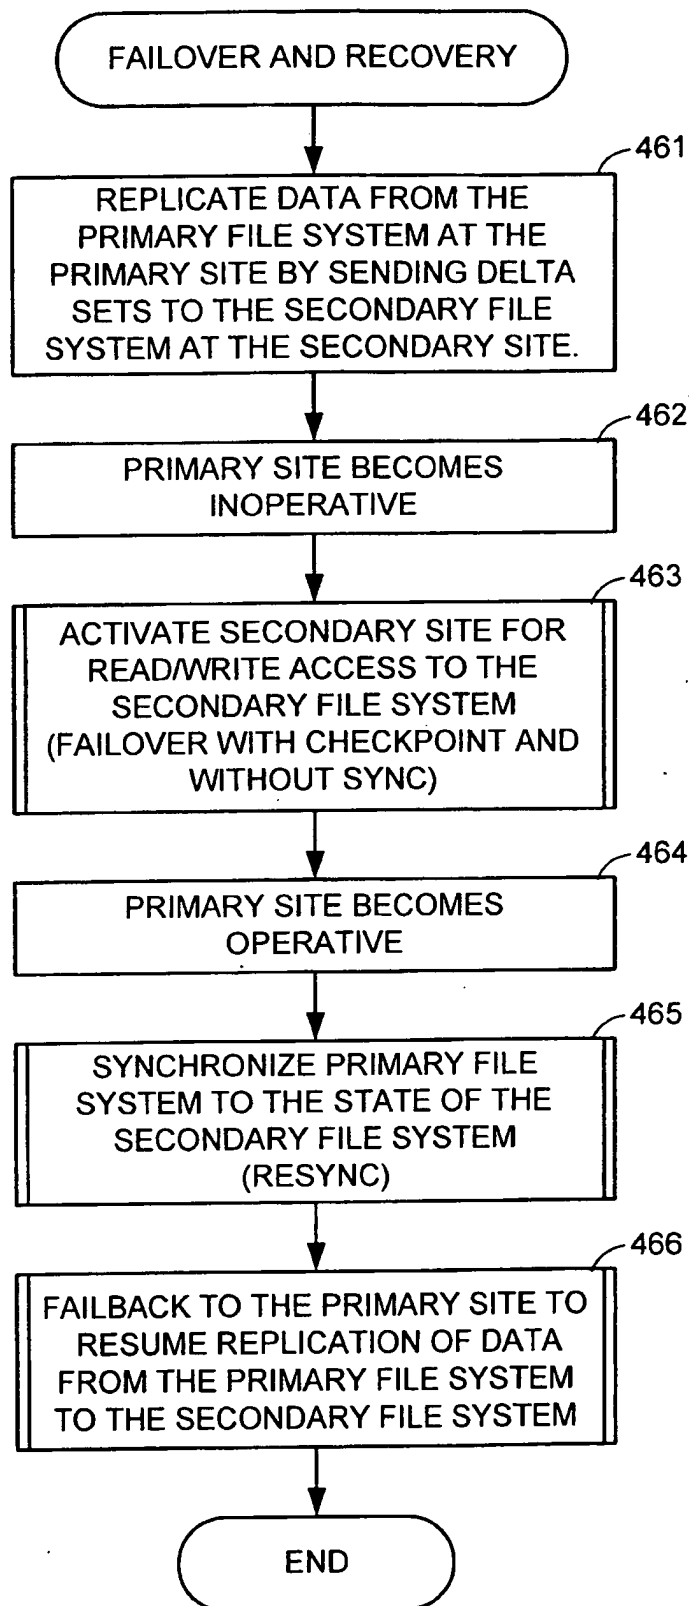 FAILOVER AND RECOVERY
461
REPLICATE DATA FROM THE
PRIMARY FILE SYSTEM AT THE
PRIMARY SITE BY SENDING DELTA
SETS TO THE SECONDARY FILE
SYSTEM AT THE SECONDARY SITE.
462
PRIMARY SITE BECOMES
INOPERATIVE
463
ACTIVATE SECONDARY SITE FOR
READ/WRITE ACCESS TO THE
SECONDARY FILE SYSTEM
(FAILOVER WITH CHECKPOINT AND
WITHOUT SYNC)
464
PRIMARY SITE BECOMES
OPERATIVE
465
SYNCHRONIZE PRIMARY FILE
SYSTEM TO THE STATE OF THE
SECONDARY FILE SYSTEM
(RESYNC)
466
FAILBACK TO THE PRIMARY SITE TO
RESUME REPLICATION OF DATA
FROM THE PRIMARY FILE SYSTEM
TO THE SECONDARY FILE SYSTEM
END